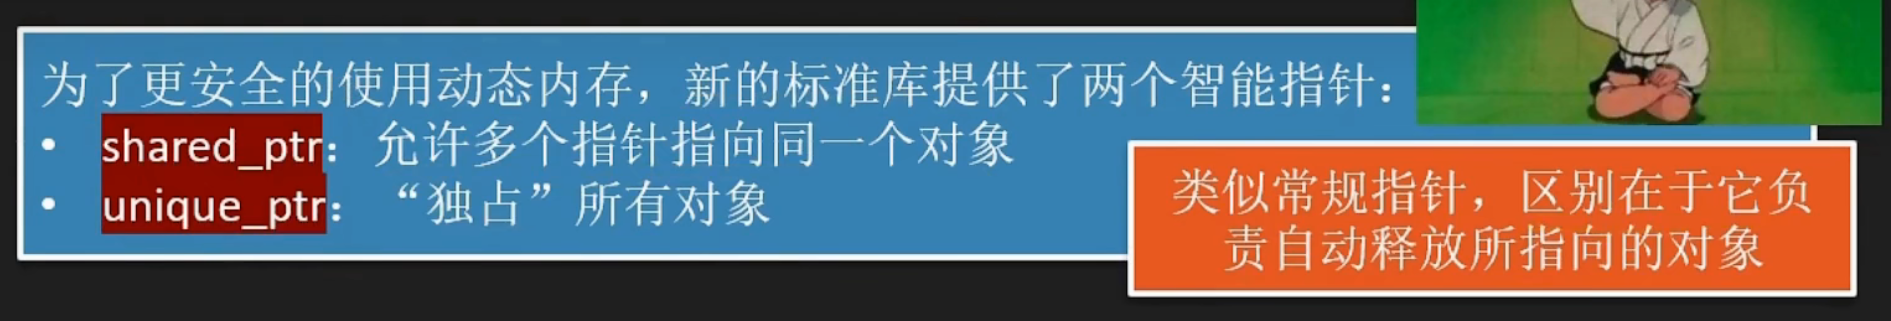 为了更安全的使用动态内存，新的标准库提供了两个智能指针：
• shared_ptr： 允许多个指针指向同一个对象
• unique_ptr： “独占”所有对象
类似常规指针，区别在于它负
责自动释放所指向的对象